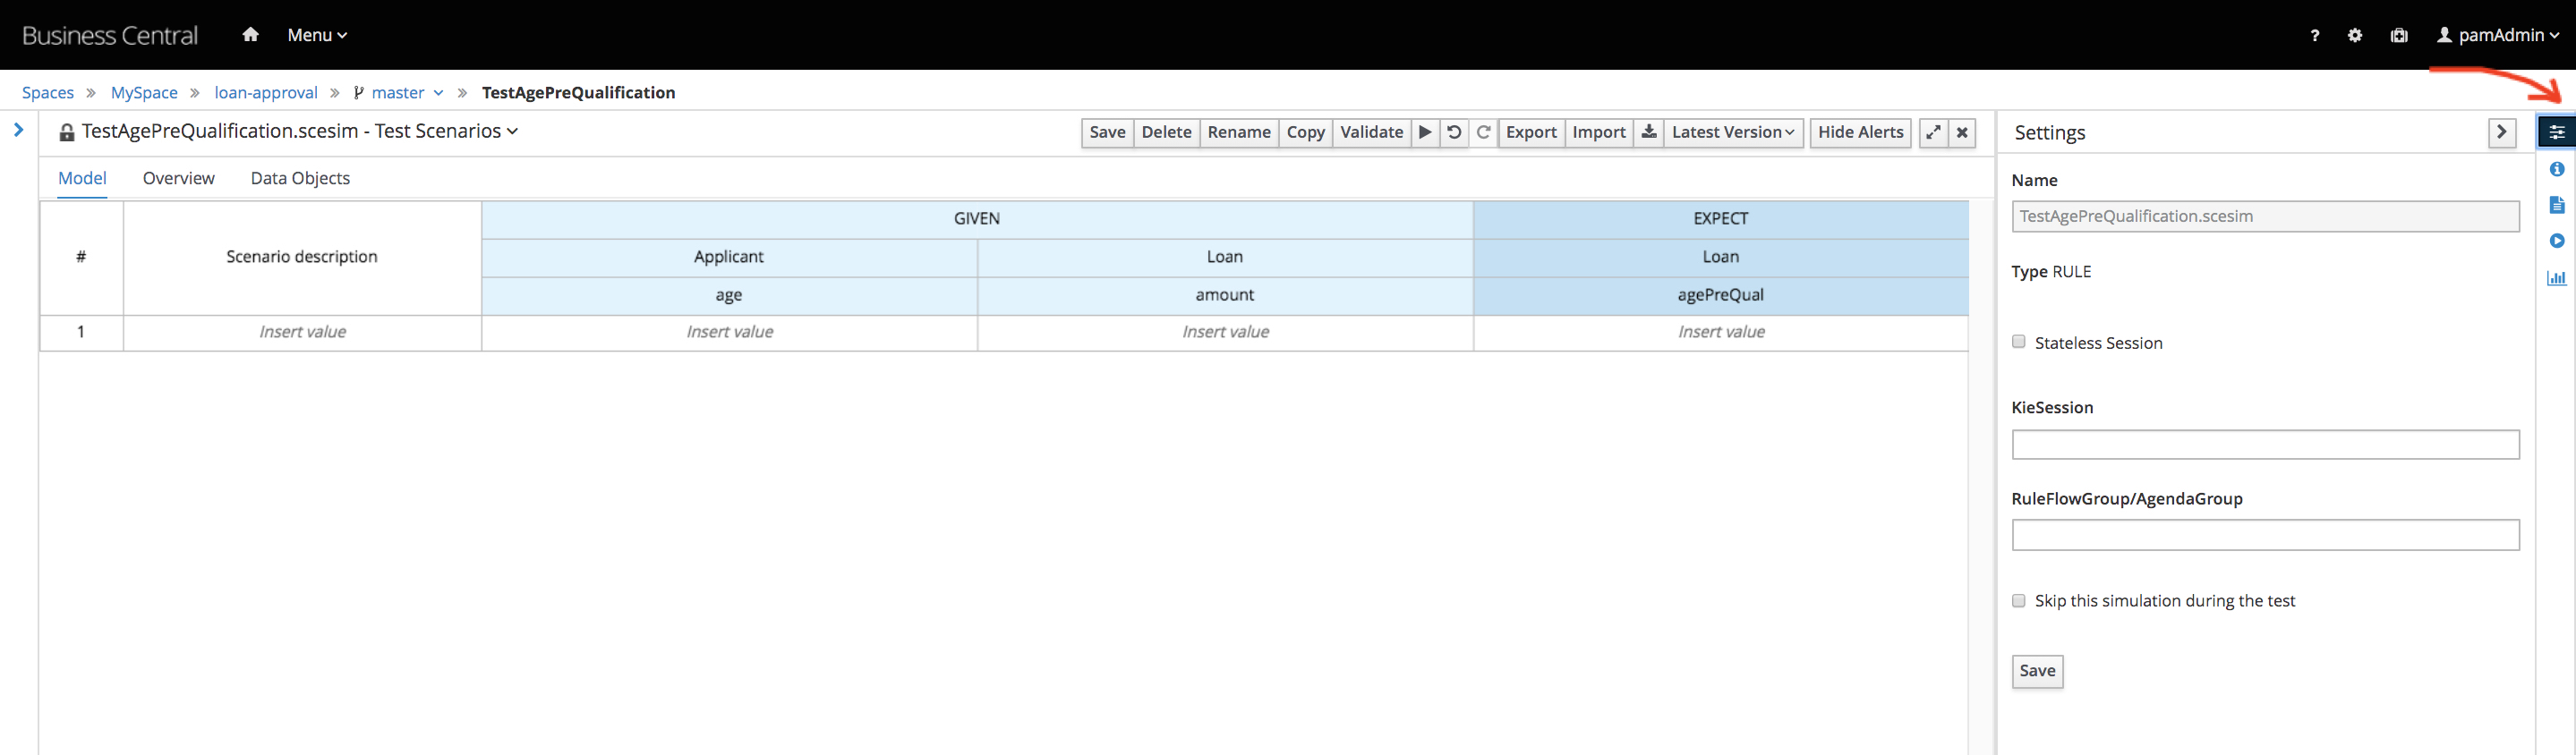 Business Central Menu ? pamAdmin
Spaces » MySpace » loan-approval » master » TestAgePreQualification
TestAgePreQualification.scesim - Test Scenarios
Save Delete Rename Copy Validate Export Import Latest Version Hide Alerts
Model Overview Data Objects
# Scenario description GIVEN EXPECT
Applicant Loan Loan
age amount agePreQual
1 Insert value Insert value Insert value Insert value
Settings
Name
TestAgePreQualification.scesim
Type RULE
Stateless Session
KieSession
RuleFlowGroup/AgendaGroup
Skip this simulation during the test
Save